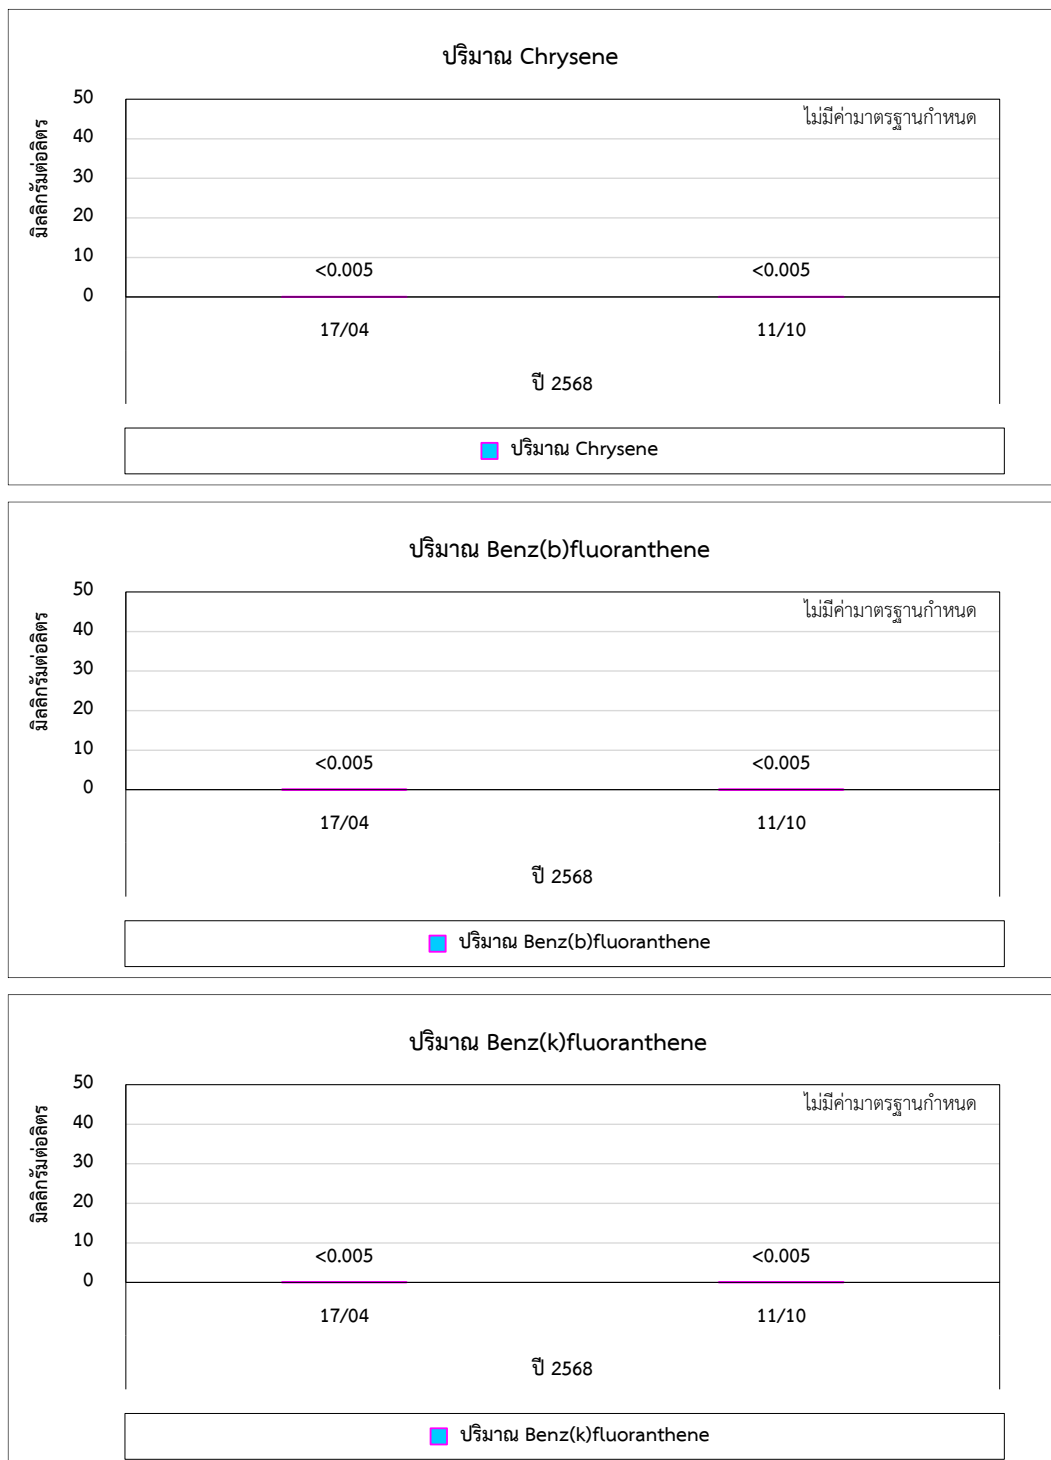 ปริมาณ Chrysene
50
ไม่มีค่ามาตรฐานกำหนด
40
30
20
10
0
มิลลิกรัมต่อลิตร
<0.005 <0.005
17/04 11/10
ปี 2568
ปริมาณ Chrysene
ปริมาณ Benz(b)fluoranthene
50
ไม่มีค่ามาตรฐานกำหนด
40
30
20
10
0
มิลลิกรัมต่อลิตร
<0.005 <0.005
17/04 11/10
ปี 2568
ปริมาณ Benz(b)fluoranthene
ปริมาณ Benz(k)fluoranthene
50
ไม่มีค่ามาตรฐานกำหนด
40
30
20
10
0
มิลลิกรัมต่อลิตร
<0.005 <0.005
17/04 11/10
ปี 2568
ปริมาณ Benz(k)fluoranthene